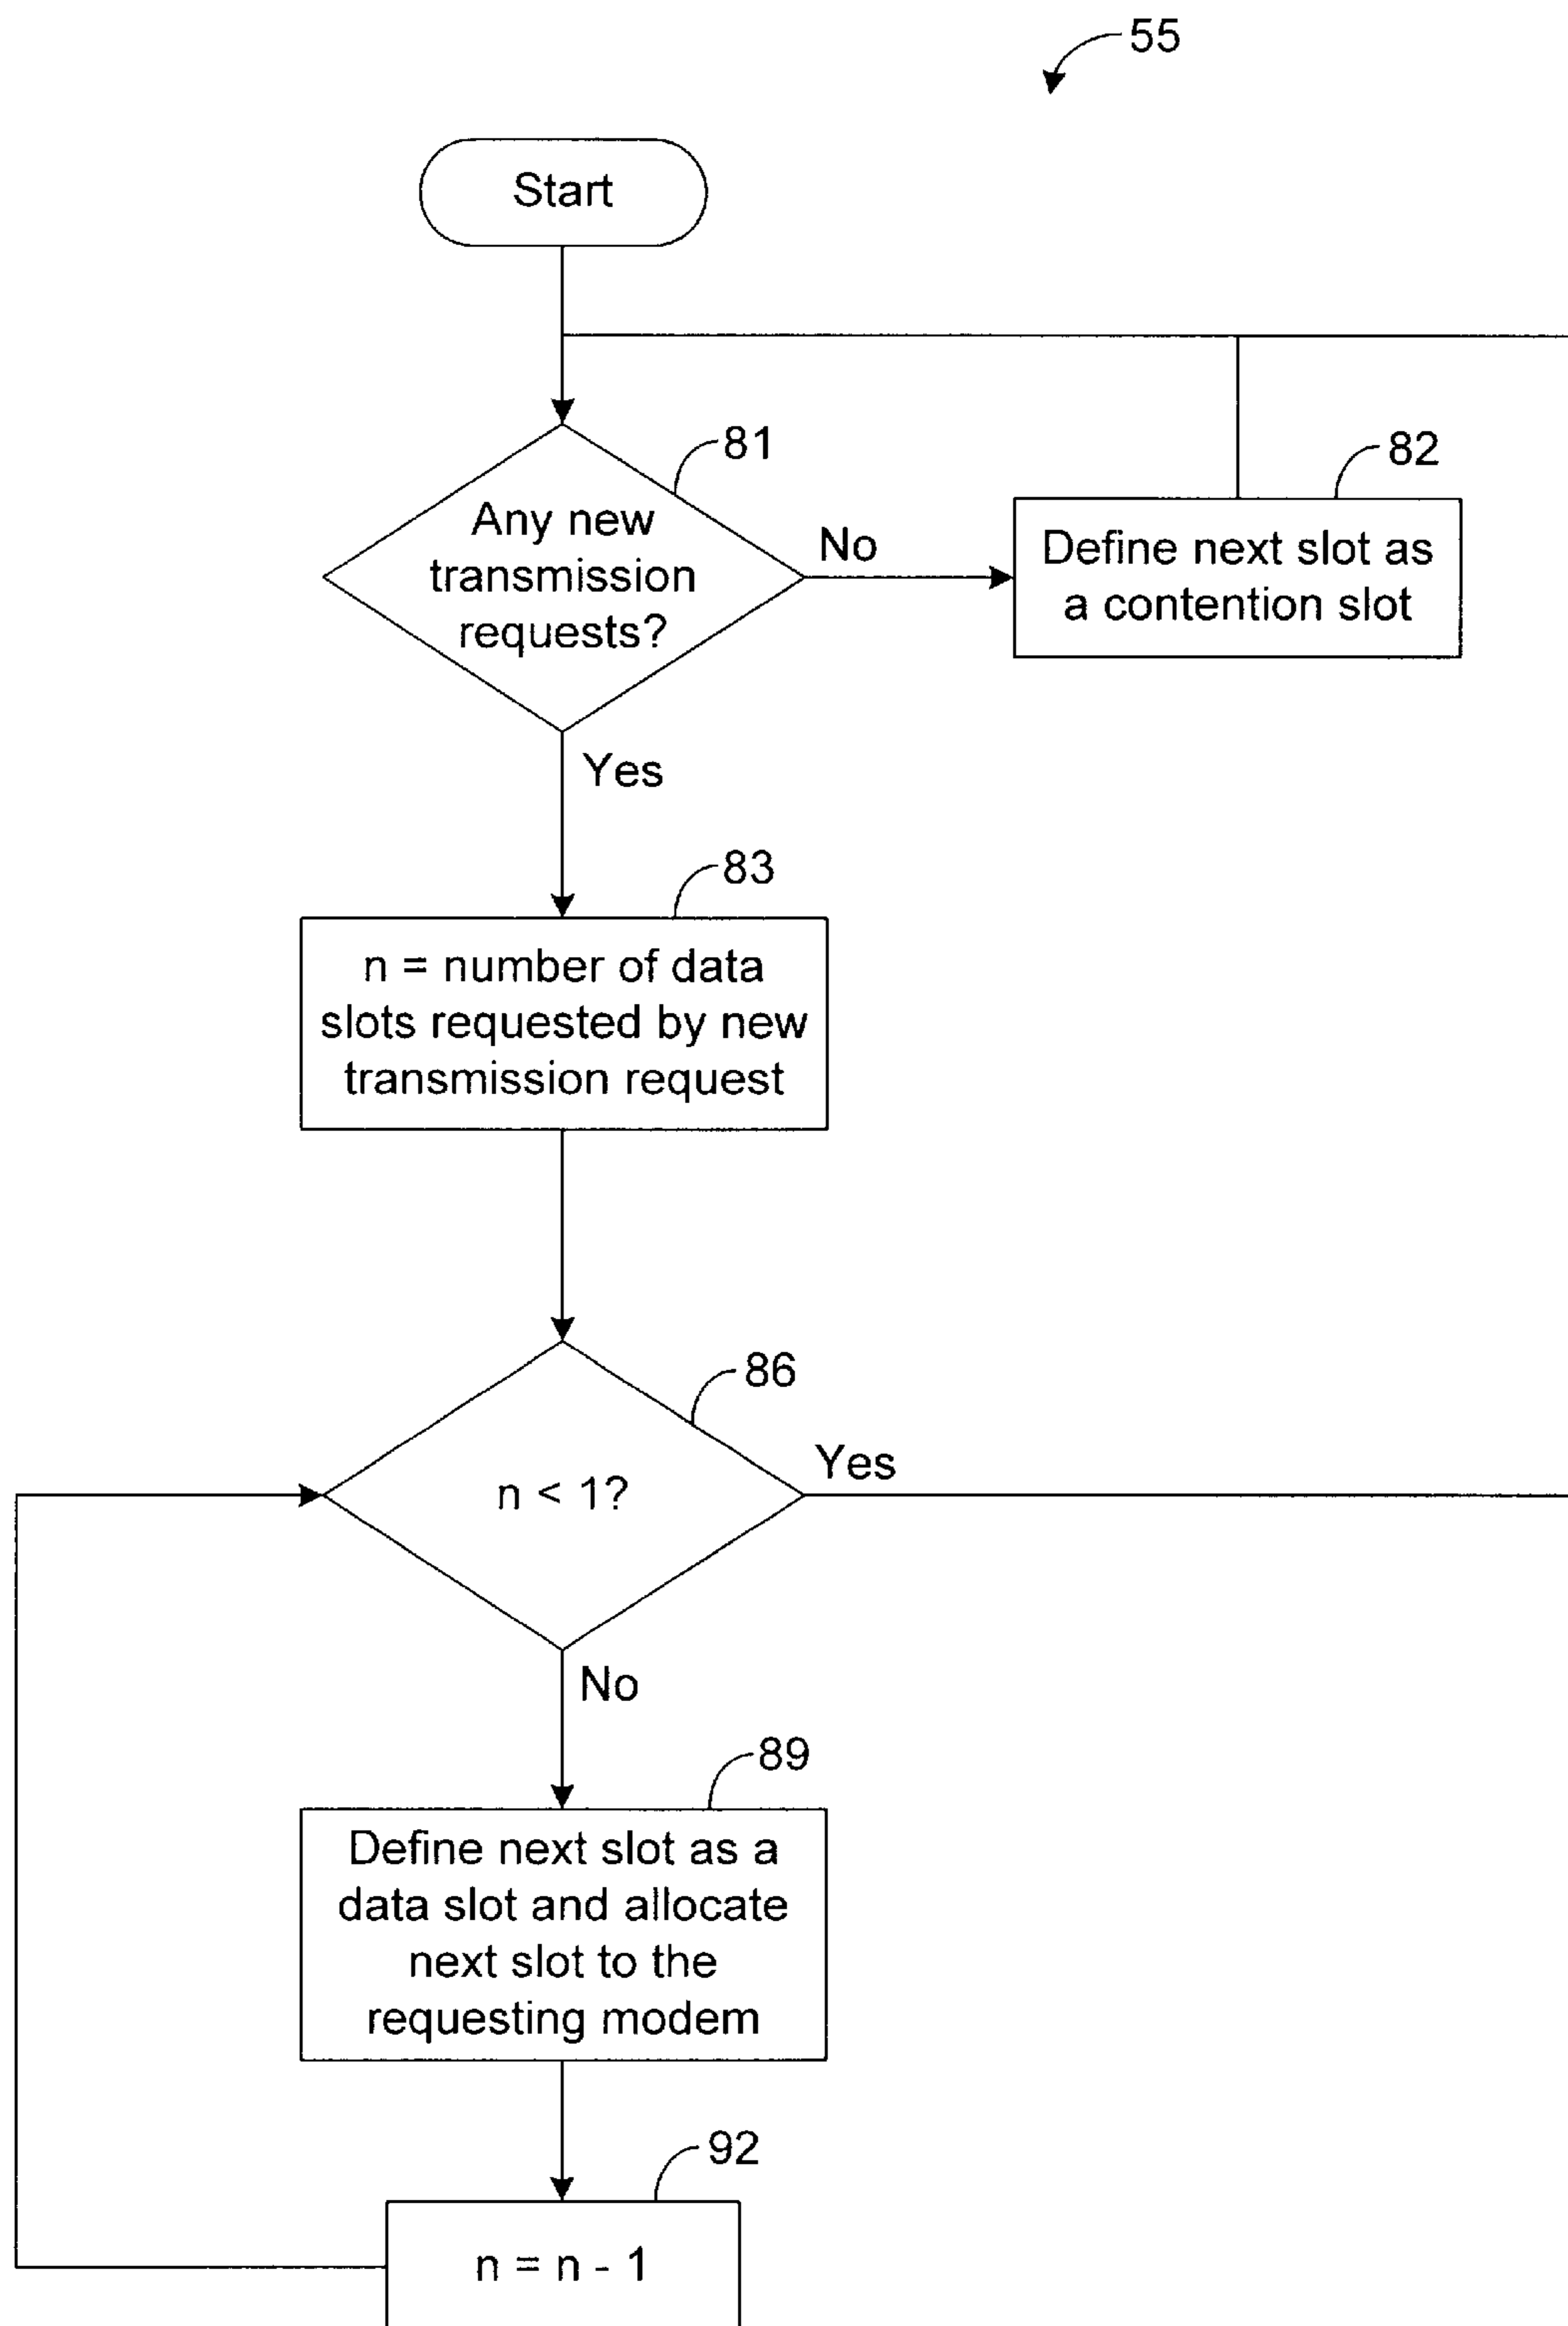 55
Start
81
Any new
transmission
requests?
No
82
Define next slot as
a contention slot
Yes
83
n = number of data
slots requested by new
transmission request
86
n < 1?
Yes
No
89
Define next slot as a
data slot and allocate
next slot to the
requesting modem
92
n = n - 1